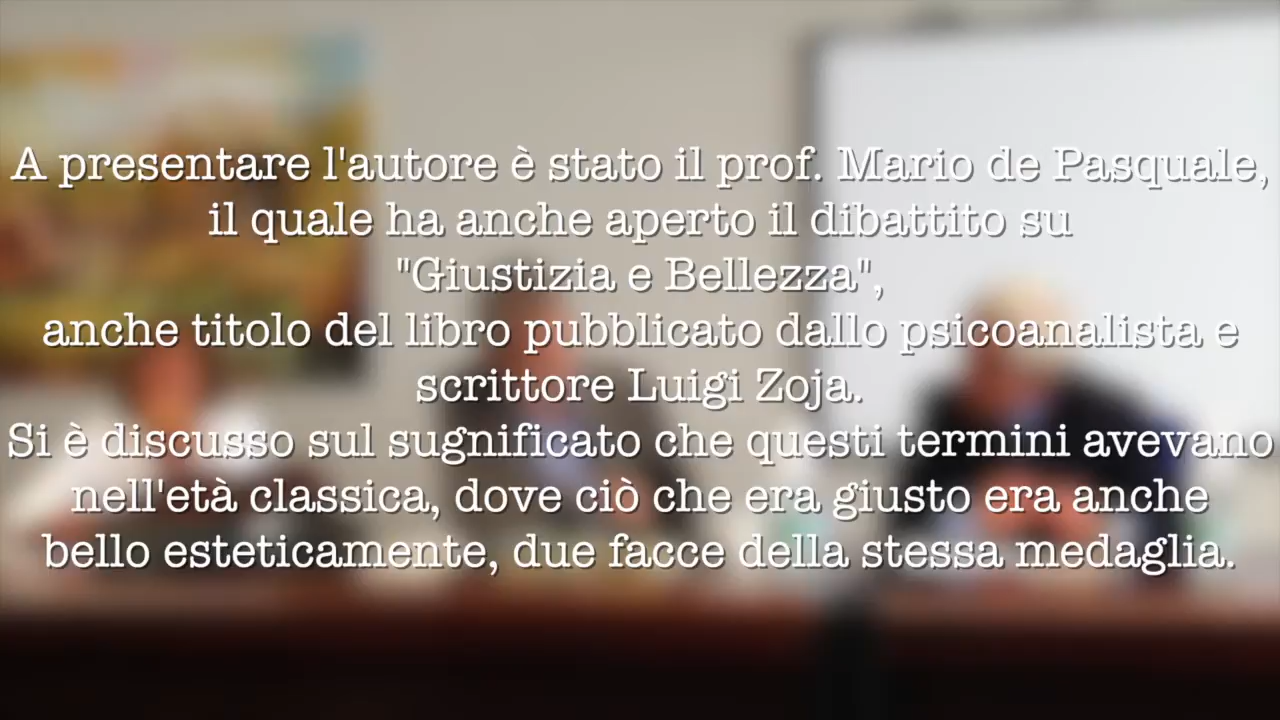 A presentare l'autore è stato il prof. Mario de Pasquale,
il quale ha anche aperto il dibattito su
"Giustizia e Bellezza",
anche titolo del libro pubblicato dallo psicoanalista e
scrittore Luigi Zoja.
Si è discusso sul sugnificato che questi termini avevano
nell'età classica, dove ciò che era giusto era anche
bello esteticamente, due facce della stessa medaglia.